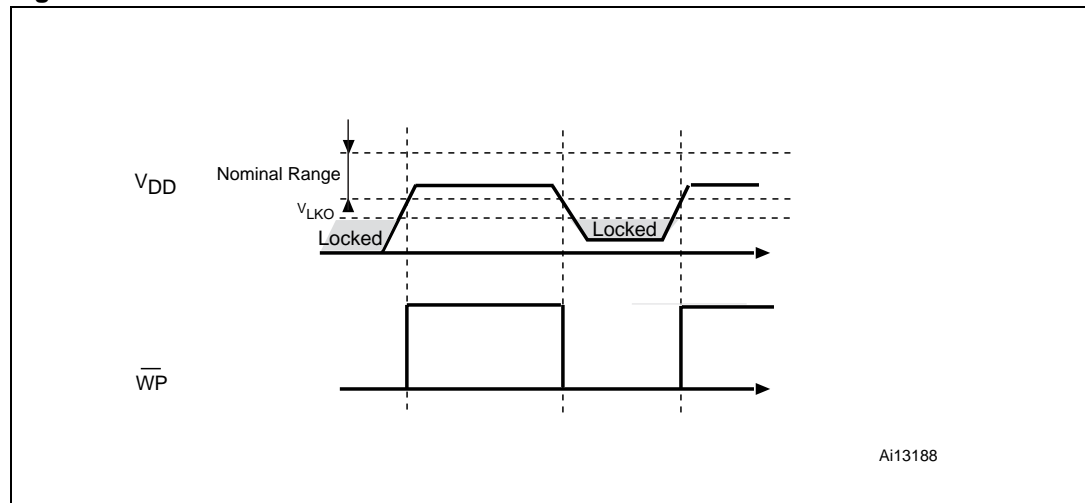 Nominal Range
VDD
VLKO
Locked
Locked
WP
Ai13188